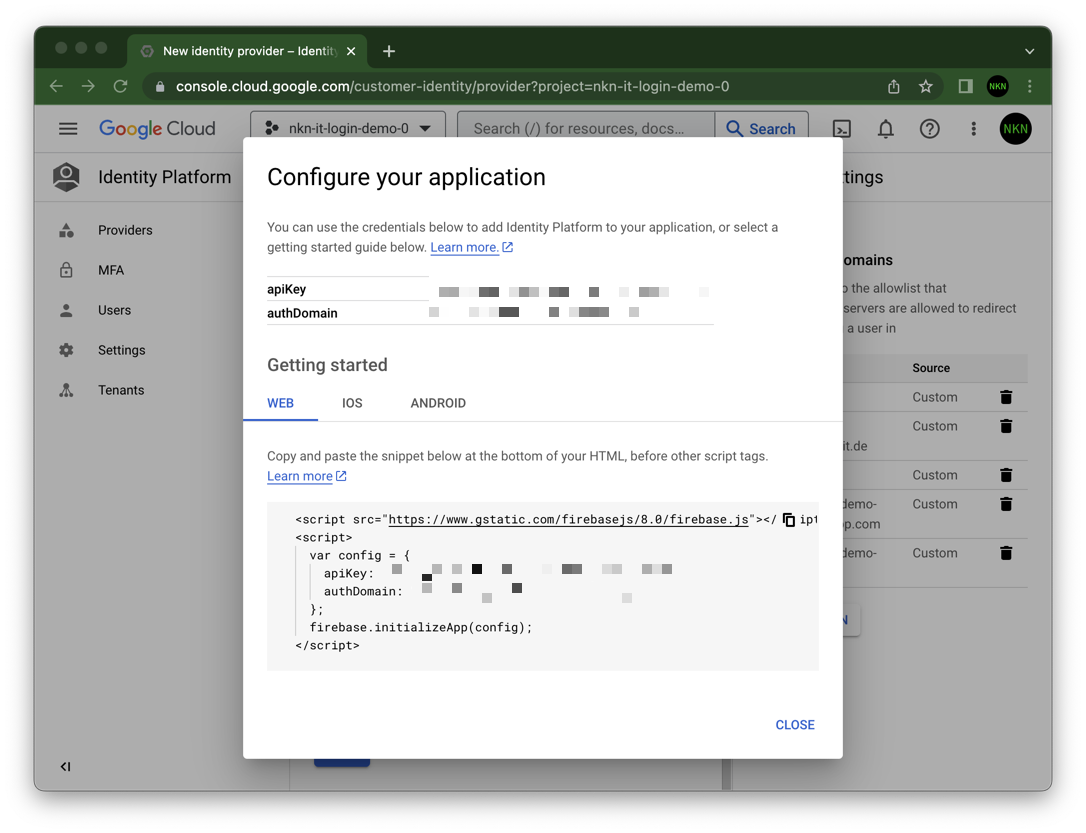 New identity provider – Identity
console.cloud.google.com/customer-identity/provider?project=nkn-it-login-demo-0
NKN
Google Cloud
nkn-it-login-demo-0
Search (/) for resources, docs...
Search
NKN
Identity Platform
Providers
MFA
Users
Settings
Tenants
Configure your application
You can use the credentials below to add Identity Platform to your application, or select a
getting started guide below. Learn more.
apiKey
authDomain
Getting started
WEB
IOS
ANDROID
Copy and paste the snippet below at the bottom of your HTML, before other script tags.
Learn more
<script src="https://www.gstatic.com/firebasejs/8.0/firebase.js"></ ipt
<script>
var config = {
apiKey:
authDomain:
};
firebase.initializeApp(config);
</script>
CLOSE
ttings
omains
o the allowlist that
servers are allowed to redirect
a user in
Source
Custom
Custom
it.de
Custom
demo-
Custom
pp.com
demo-
Custom
N